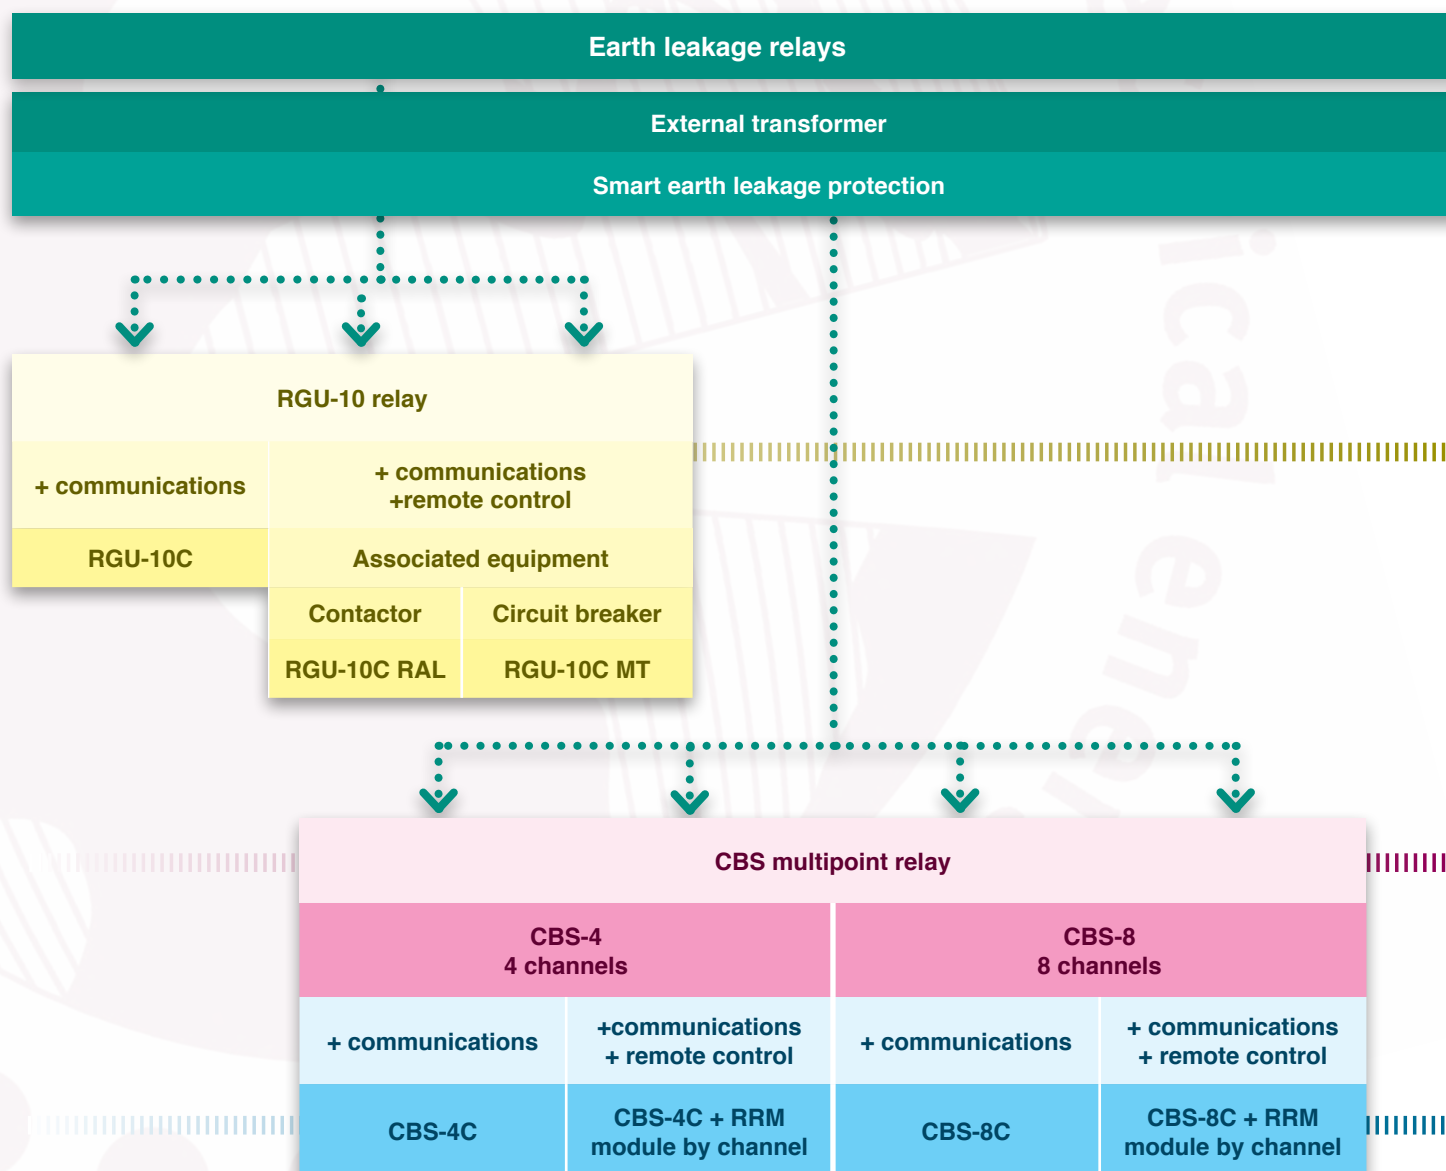 Earth leakage relays
External transformer
Smart earth leakage protection
RGU-10 relay
+ communications
+ communications
+remote control
RGU-10C
Associated equipment
Contactor
Circuit breaker
RGU-10C RAL
RGU-10C MT
CBS multipoint relay
CBS-4
4 channels
CBS-8
8 channels
+ communications
+communications
+ remote control
+ communications
+ communications
+ remote control
CBS-4C
CBS-4C + RRM
module by channel
CBS-8C
CBS-8C + RRM
module by channel